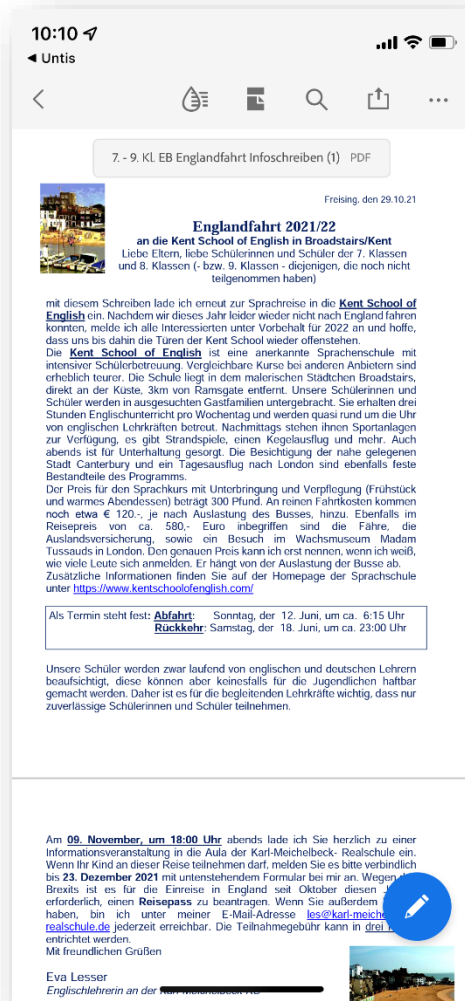 10:10
Untis
7. - 9. Kl. EB Englandfahrt Infoschreiben (1) PDF
Freising, den 29.10.21
Englandfahrt 2021/22
an die Kent School of English in Broadstairs/Kent
Liebe Eltern, liebe Schülerinnen und Schüler der 7. Klassen
und 8. Klassen (- bzw. 9. Klassen - diejenigen, die noch nicht
teilgenommen haben)
mit diesem Schreiben lade ich erneut zur Sprachreise in die Kent School of
English ein. Nachdem wir dieses Jahr leider wieder nicht nach England fahren
konnten, melde ich alle Interessierten unter Vorbehalt für 2022 an und hoffe,
dass uns bis dahin die Türen der Kent School wieder offenstehen.
Die Kent School of English ist eine anerkannte Sprachenschule mit
intensiver Schülerbetreuung. Vergleichbare Kurse bei anderen Anbietern sind
erheblich teurer. Die Schule liegt in dem malerischen Städtchen Broadstairs,
direkt an der Küste, 3km von Ramsgate entfernt. Unsere Schülerinnen und
Schüler werden in ausgesuchten Gastfamilien untergebracht. Sie erhalten drei
Stunden Englischunterricht pro Wochentag und werden quasi rund um die Uhr
von englischen Lehrkräften betreut. Nachmittags stehen ihnen Sportanlagen
zur Verfügung, es gibt Strandspiele, einen Kegelausflug und mehr. Auch
abends ist für Unterhaltung gesorgt. Die Besichtigung der nahe gelegenen
Stadt Canterbury und ein Tagesausflug nach London sind ebenfalls feste
Bestandteile des Programms.
Der Preis für den Sprachkurs mit Unterbringung und Verpflegung (Frühstück
und warmes Abendessen) beträgt 300 Pfund. An reinen Fahrtkosten kommen
noch etwa € 120.-, je nach Auslastung des Busses, hinzu. Ebenfalls im
Reisepreis von ca. 580,- Euro inbegriffen sind die Fähre, die
Auslandsversicherung, sowie ein Besuch im Wachsmuseum Madam
Tussauds in London. Den genauen Preis kann ich erst nennen, wenn ich weiß,
wie viele Leute sich anmelden. Er hängt von der Auslastung der Busse ab.
Zusätzliche Informationen finden Sie auf der Homepage der Sprachschule
unter https://www.kentschoolofenglish.com/
Als Termin steht fest: Abfahrt: Sonntag, der 12. Juni, um ca. 6:15 Uhr
Rückkehr: Samstag, der 18. Juni, um ca. 23:00 Uhr
Unsere Schüler werden zwar laufend von englischen und deutschen Lehrern
beaufsichtigt, diese können aber keinesfalls für die Jugendlichen haftbar
gemacht werden. Daher ist es für die begleitenden Lehrkräfte wichtig, dass nur
zuverlässige Schülerinnen und Schüler teilnehmen.
Am 09. November, um 18:00 Uhr abends lade ich Sie herzlich zu einer
Informationsveranstaltung in die Aula der Karl-Meichelbeck- Realschule ein.
Wenn Ihr Kind an dieser Reise teilnehmen darf, melden Sie es bitte verbindlich
bis 23. Dezember 2021 mit untenstehendem Formular bei mir an. Wegen
Brexits ist es für die Einreise in England seit Oktober diesen
erforderlich, einen Reisepass zu beantragen. Wenn Sie außerdem
haben, bin ich unter meiner E-Mail-Adresse les@karl-meiche
realschule.de jederzeit erreichbar. Die Teilnahmegebühr kann in drei
entrichtet werden.
Mit freundlichen Grüßen
Eva Lesser
Englischlehrerin an der